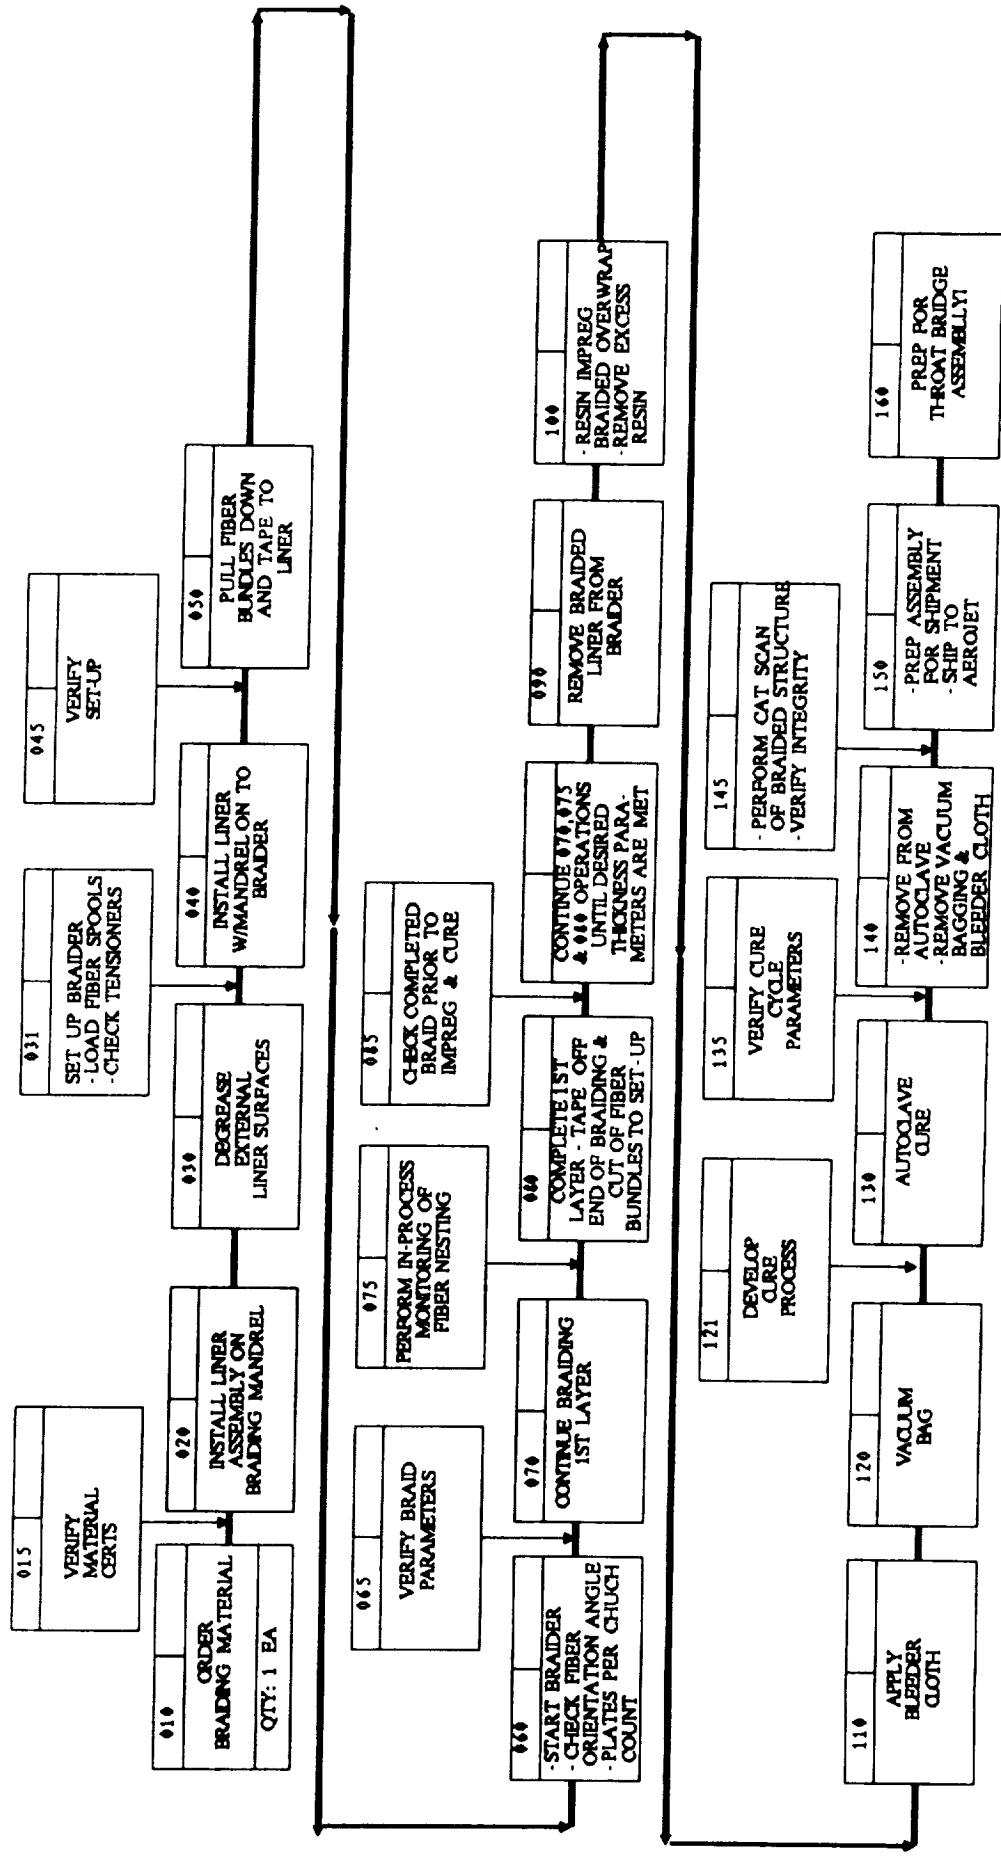 015
VERIFY
MATERIAL
CERTS
031
SET UP BRAIDER
- LOAD FIBER SPOOLS
- CHECK TENSIONERS
045
VERIFY
SET-UP
010
ORDER
BRAIDING MATERIAL
QTY: 1 EA
020
INSTALL LINER
ASSEMBLY ON
BRAIDING MANDREL
030
DEGREASE
EXTERNAL
LINER SURFACES
040
INSTALL LINER
W/MANDREL ON TO
BRAIDER
050
PULL FIBER
BUNDLES DOWN
AND TAPE TO
LINER
065
VERIFY BRAID
PARAMETERS
075
PERFORM IN-PROCESS
MONITORING OF
FIBER NESTING
085
CHECK COMPLETED
BRAID PRIOR TO
IMPREG & CURE
060
- START BRAIDER
- CHECK FIBER
ORIENTATION ANGLE
- PLATES PER CHUCH
COUNT
070
CONTINUE BRAIDING
1ST LAYER
080
COMPLETE 1ST
LAYER - TAPE OFF
END OF BRAIDING &
CUT OF FIBER
BUNDLES TO SET-UP
CONTINUE 070,075
& 080 OPERATIONS
UNTIL DESIRED
THICKNESS PARA-
METERS ARE MET
090
REMOVE BRAIDED
LINER FROM
BRAIDER
100
- RESIN IMPREG
BRAIDED OVERWRAP
- REMOVE EXCESS
RESIN
121
DEVELOP
CURE
PROCESS
135
VERIFY CURE
CYCLE
PARAMETERS
145
- PERFORM CAT SCAN
OF BRAIDED STRUCTURE
- VERIFY INTEGRITY
110
APPLY
BLEEDER
CLOTH
120
VACUUM
BAG
130
AUTOCLAVE
CURE
140
- REMOVE FROM
AUTOCLAVE
- REMOVE VACUUM
BAGGING &
BLEEDER CLOTH
150
- PREP ASSEMBLY
FOR SHIPMENT
- SHIP TO
AEROJET
160
PREP FOR
THROAT BRIDGE
ASSEMBLLY1